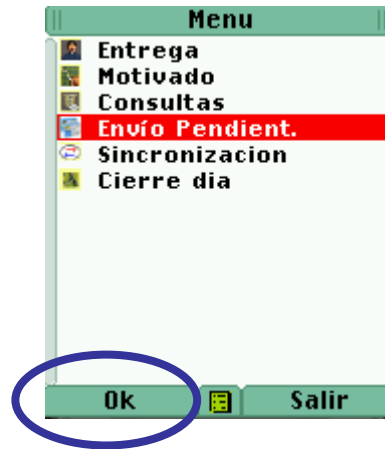 Menu
Entrega
Motivado
Consultas
Envío Pendient.
Sincronizacion
Cierre dia
Ok Salir